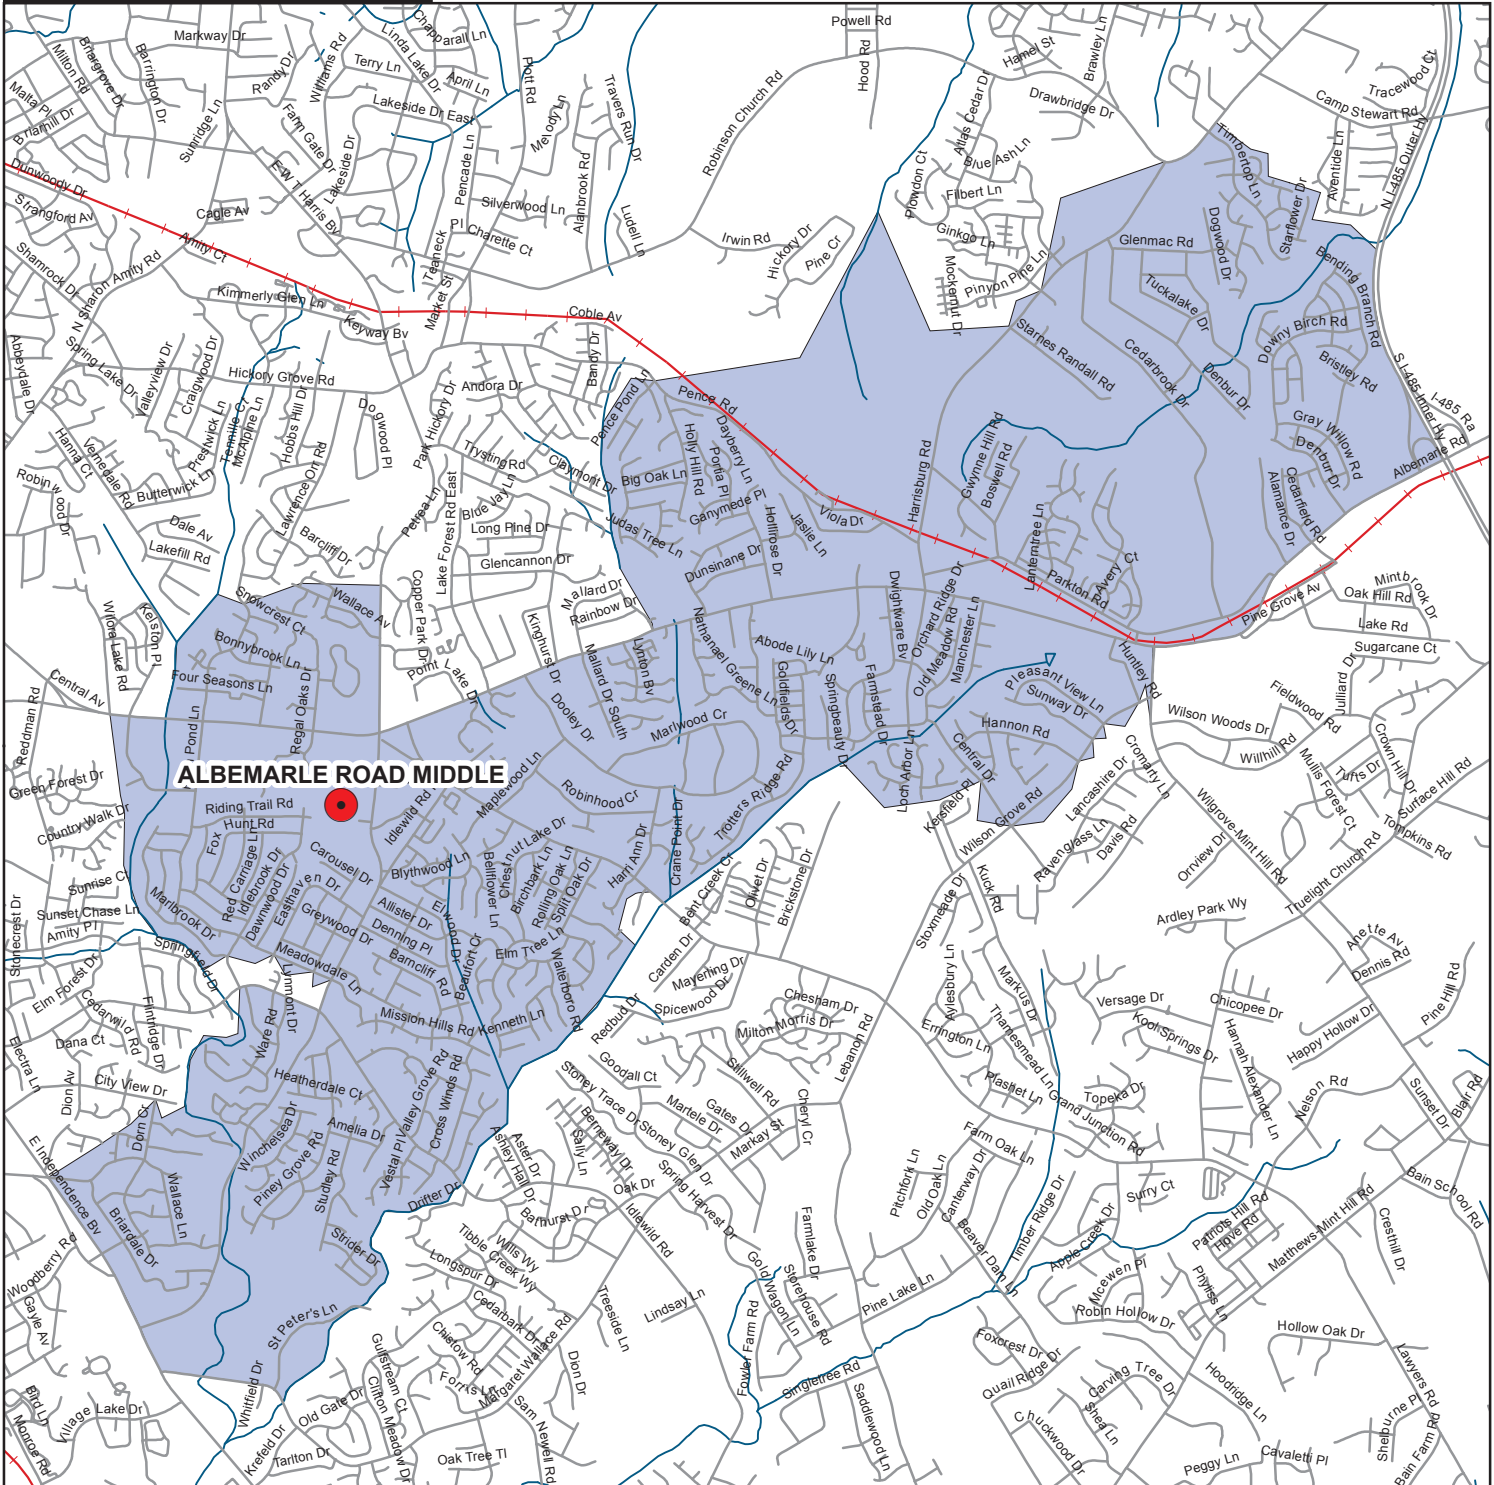 Markway Dr
Milton Rd
Briargrove Dr
Barrington Dr
Randy Dr
Williams Rd
Linda Lake Dr
Chapparall Ln
Terry Ln
April Ln
Plott Rd
Travers Run Dr
Powell Rd
Hood Rd
Robinson Church Rd
Hamel St
Brawley Ln
Drawbridge Dr
Tracewood Ct
Camp Stewart Rd
Malta Pl
Briarhill Dr
Sunridge Ln
Farm Gate Dr
Lakeside Dr East
Lakeside Dr
Melody Ln
Pencade Ln
Alanbrook Rd
Atlas Cedar Dr
Blue Ash Ln
Plowdon Ct
Filbert Ln
Timbertop Ln
Aventide Ln
N I-485 Outer Hy
Dunwoody Dr
Strangford Av
Cagle Av
E W T Harris Bv
Silverwood Ln
Pl Charette Ct
Teaneck
Ludell Ln
Irwin Rd
Hickory Dr
Pine Cr
Ginkgo Ln
Mockernut Dr
Pinyon Pine Ln
Glenmac Rd
Dogwood Dr
Starflower Dr
Bending Branch Rd
Shamrock Dr
Amity Ct
N Sharon Amity Rd
Kimmerly Glen Ln
Keyway Bv
Market St
Coble Av
Bandy Dr
Tuckalake Dr
Starnes Randall Rd
Cedarbrook Dr
Denbur Dr
Downy Birch Rd
Bristley Rd
S I-485 Inner Hy
I-485 Ra
Albemarle Rd
Abbeydale Dr
Spring Lake Dr
Valleyview Dr
Craigwood Dr
Hickory Grove Rd
Prestwick Ln
Tennille Ct
McAlpine Ln
Hobbs Hill Dr
Dogwood Pl
Park Hickory Dr
Andora Dr
Pence Pond Ln
Pence Rd
Holly Hill Rd
Portia Pl
Dayberry Ln
Big Oak Ln
Ganymede Pl
Hollirose Dr
Jaslie Ln
Viola Dr
Harrisburg Rd
Gwynne Hill Rd
Boswell Rd
Gray Willow Rd
Denbur Dr
Cedarfield Rd
Alamance Dr
Hanna Ct
Vernedale Rd
Robinwood Dr
Butterwick Ln
Dale Av
Lakefill Rd
Lawrence Orr Rd
Barcliff Dr
Petrea Ln
Trysting Rd
Claymont Dr
Blue Jay Ln
Lake Forest Rd East
Long Pine Dr
Glencannon Dr
Judas Tree Ln
Dunsinane Dr
Lanterntree Ln
Parkton Rd
Avery Ct
Pine Grove Av
Mintbrook Dr
Oak Hill Rd
Lake Rd
Sugarcane Ct
Wilora Lake Rd
Kelston Pl
Snowcrest Ct
Wallace Av
Copper Park Dr
Mallard Dr
Rainbow Dr
Kinghurst Dr
Bonnybrook Ln
Four Seasons Ln
Regal Oaks Dr
Point Lake Dr
Mallard Dr South
Lynton Bv
Nathanael Greene Ln
Abode Lily Ln
Goldfields Dr
Springbeauty Dr
Farmstead Dr
Dwightware Bv
Orchard Ridge Dr
Old Meadow Rd
Manchester Ln
Pleasant View Ln
Sunway Dr
Hannon Rd
Huntley Rd
Julliard Dr
Fieldwood Rd
Wilson Woods Dr
Willhill Rd
Crown Hill Dr
Central Av
Reddman Rd
Pond Ln
Dooley Dr
Marlwood Cr
Loch Arbor Ln
Central Dr
Kersfield Pl
Wilson Grove Rd
Lancashire Dr
Cromarty Ln
Mullis Forest Ct
Tufts Dr
Surface Hill Rd
Tompkins Rd
ALBEMARLE ROAD MIDDLE
Green Forest Dr
Country Walk Dr
Riding Trail Rd
Fox
Hunt Rd
Idlewild Rd
Maplewood Ln
Robinhood Cr
Trotters Ridge Rd
Crane Point Dr
Harri Ann Dr
Ravenglass Ln
Davis Rd
Wilgrove-Mint Hill Rd
Orview Dr
Truelight Church Rd
Sunrise Ct
Sunset Chase Ln
Amity Pl
Stonecrest Dr
Marlbrook Dr
Red Carriage Ln
Idlebrook Dr
Dawnwood Dr
Easthaven Dr
Carousel Dr
Blythwood Ln
Greywood Dr
Allister Dr
Denning Pl
Barncliff Rd
Elwood Dr
Beaufort Cr
Bellflower Ln
Chestnut Lake Dr
Birchbark Ln
Rolling Oak Ln
Split Oak Dr
Elm Tree Ln
Walterboro Rd
Bent Creek Cr
Olivet Dr
Brickstone Dr
Kuck Rd
Stoxmeade Dr
Ardley Park Wy
Anette Av
Dennis Rd
Pine Hill Rd
Springfield Dr
Meadowdale Ln
Lynmont Dr
Ware Rd
Mission Hills Rd
Kenneth Ln
Redbud Dr
Carden Dr
Mayerling Dr
Spicewood Dr
Chesham Dr
Milton Morris Dr
Lebanon Rd
Aylesbury Ln
Errington Ln
Markus Dr
Thamesmead Ln
Versage Dr
Kool Springs Dr
Chicopee Dr
Hannah Alexander Ln
Happy Hollow Dr
Elm Forest Dr
Cedarwild Rd
Flintridge Dr
Dana Ct
City View Dr
Dion Av
Electra Ln
Heatherdale Ct
Valley Grove Rd
Cross Winds Rd
Goodall Ct
Stoney Trace Dr
Stillwell Rd
Martele Dr
Gates Dr
Markay St
Cheryl Cr
Plashet Ln
Topeka Dr
Grand Junction Rd
Nelson Rd
Sunset Dr
Blair Rd
E Independence Bv
Dorn Cr
Wallace Ln
Briardale Dr
Winchelsea Dr
Piney Grove Rd
Amelia Dr
Studley Rd
Vestal Pl
Drifter Dr
Strider Dr
Ashley Hall Dr
Aster Dr
Sally Ln
Berneway Dr
Stoney Glen Dr
Oak Dr
Spring Harvest Dr
Bathurst Dr
Idlewild Rd
Farmlake Dr
Farm Oak Ln
Pitchfork Ln
Old Oak Ln
Canterway Dr
Beaver Dam Ln
Timber Ridge Dr
Surry Ct
Apple Creek Dr
Patriots Hill Rd
Hove Rd
Matthews-Mint Hill Rd
Bain School Rd
Cresthill Dr
Woodberry Rd
Gayle Av
Tibble Creek Wy
Wills Wy
Longspur Dr
Cedarbark Dr
Treeside Ln
Lindsay Ln
Gold Wagon Ln
Storehouse Rd
Pine Lake Ln
Mcewen Pl
Robin Hollow Dr
Phyliss Ln
Hollow Oak Dr
St Peter's Ln
Whitfield Dr
Gulfstream Ct
Clifton Meadow Dr
Chistow Rd
Forms Ln
Margaret Wallace Rd
Dion Dr
Fowler Farm Rd
Singletree Rd
Saddlewood Ln
Foxcrest Dr
Quail Ridge Dr
Carving Tree Dr
Shea Ln
Hoodridge Ln
Lawyers Rd
Bird Ln
Monroe Rd
Village Lake Dr
Old Gate Dr
Krefeld Dr
Tarlton Dr
Oak Tree Tl
Sam Newell Rd
Chuckwood Dr
Peggy Ln
Cavaletti Pl
Shelburne Pl
Bain Farm Rd